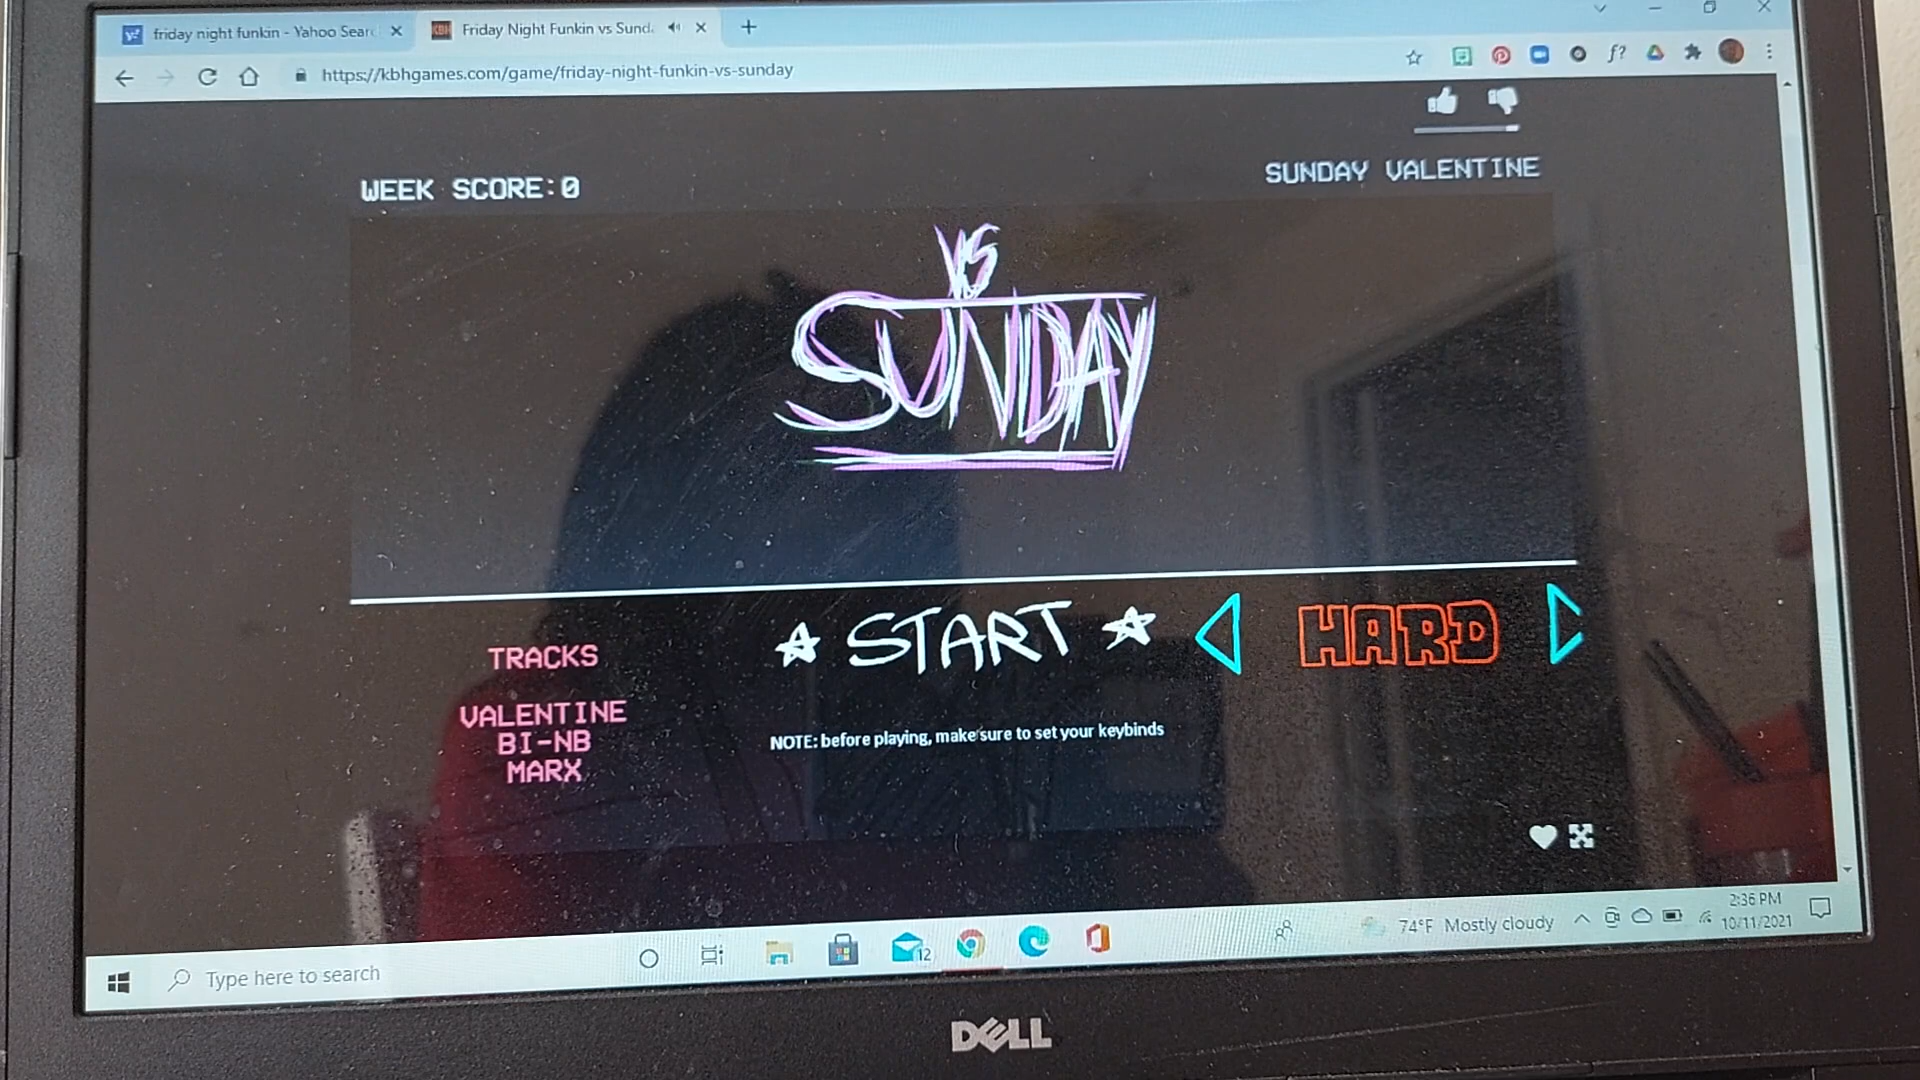 friday night funkin - Yahoo Sear
Friday Night Funkin vs Sund
https://kbhgames.com/game/friday-night-funkin-vs-sunday
WEEK SCORE:0
SUNDAY VALENTINE
VS
SUNDAY
START
HARD
TRACKS
VALENTINE
BI-NB
MARX
NOTE: before playing, make sure to set your keybinds
Type here to search
12
74°F Mostly cloudy
2:36 PM
10/11/2021
DELL